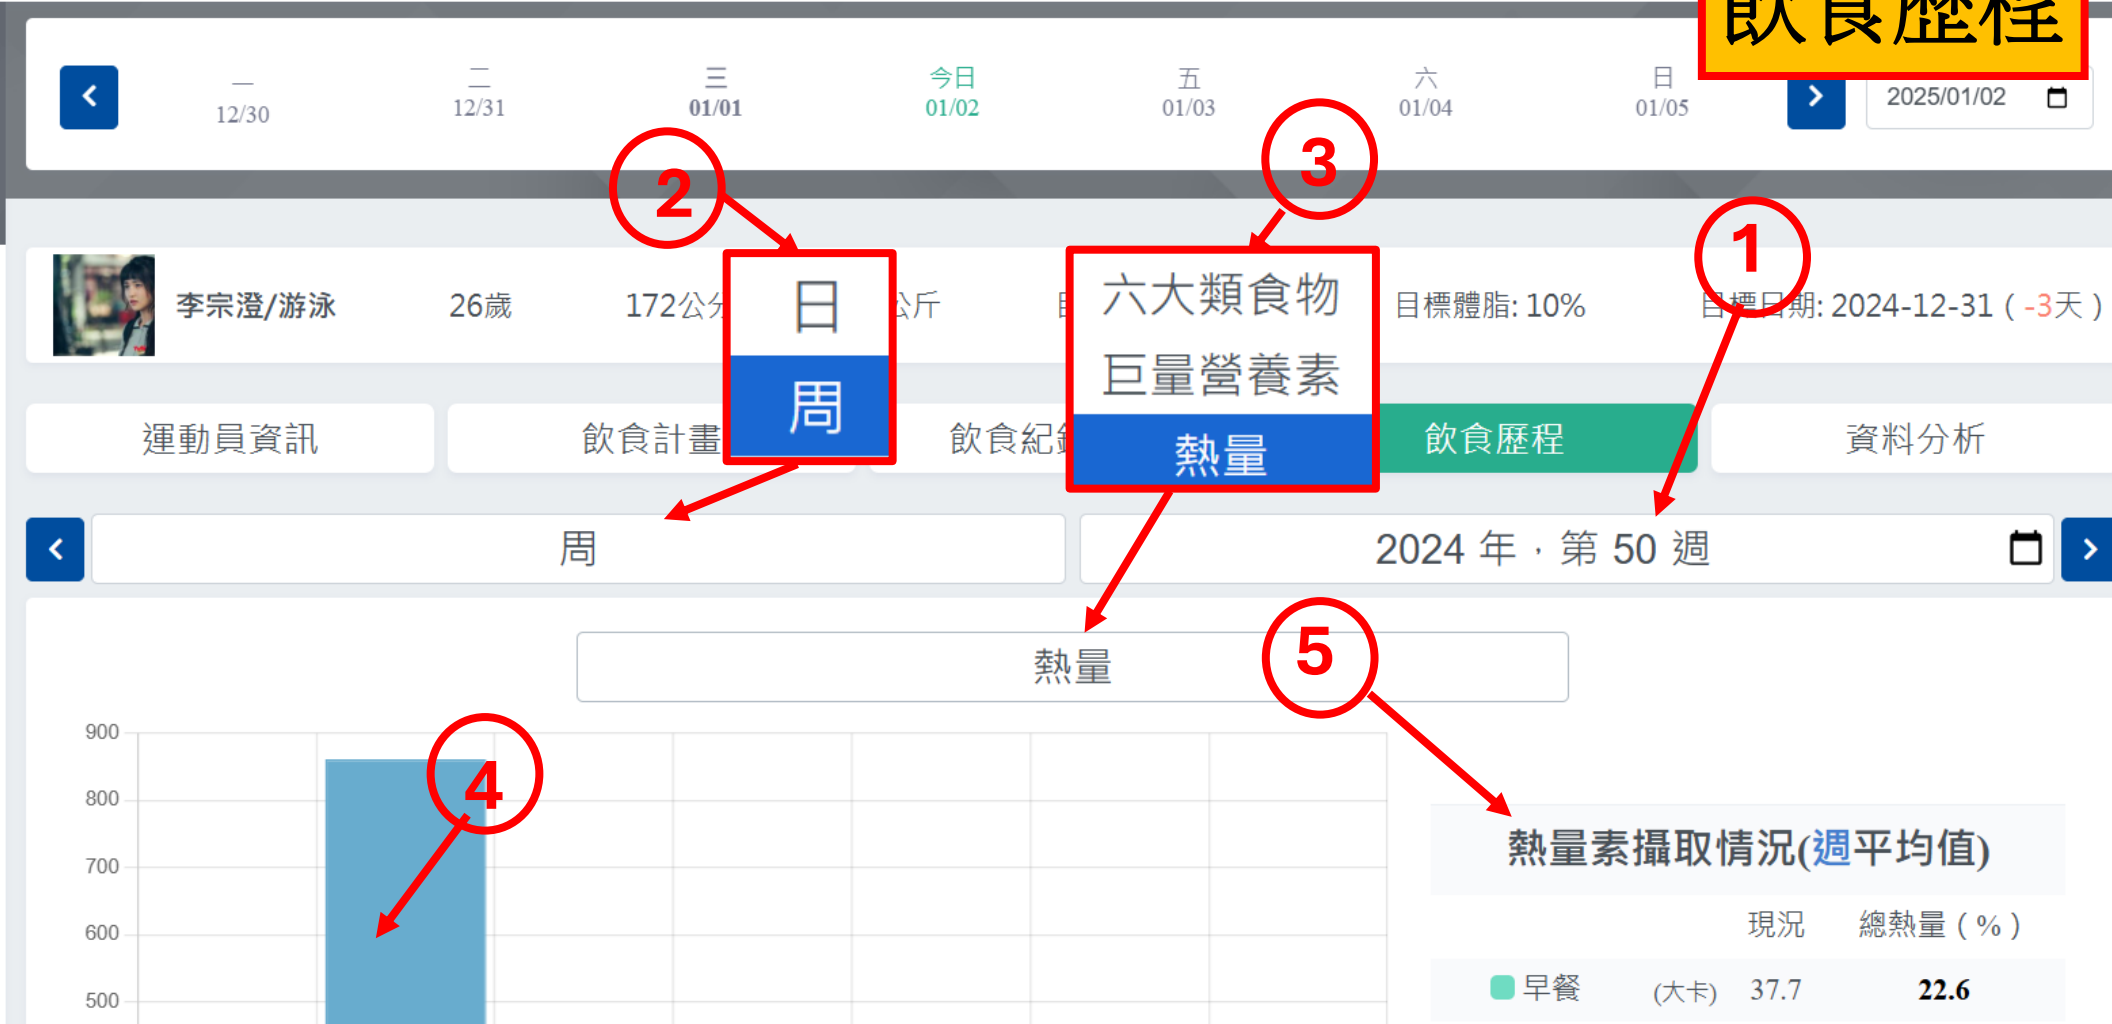 飲食歷程
一 二 三 今日 五 六 日
12/30 12/31 01/01 01/02 01/03 01/04 01/05 2025/01/02
2 3 1
李宗澄/游泳 26歲 172公分 公斤 目標體脂: 10% 目標日期: 2024-12-31 ( -3天 )
日
周
六大類食物
巨量營養素
熱量
運動員資訊 飲食計畫 飲食紀錄 飲食歷程 資料分析
周 2024 年，第 50 週
熱量 5
4
900
800
700
600
500
熱量素攝取情況(週平均值)
現況 總熱量 ( % )
早餐 (大卡) 37.7 22.6